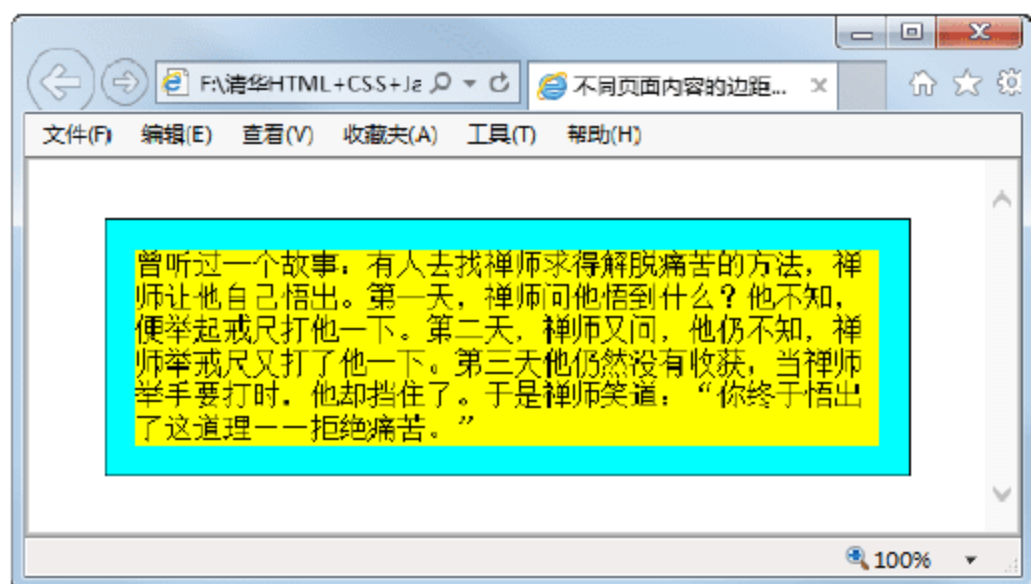 F:\清华HTML+CSS+Ja
不同页面内容的边距...
文件(F) 编辑(E) 查看(V) 收藏夹(A) 工具(T) 帮助(H)
曾听过一个故事：有人去找禅师求得解脱痛苦的方法，禅
师让他自己悟出。第一天，禅师问他悟到什么？他不知，
便举起戒尺打他一下。第二天，禅师又问，他仍不知，禅
师举戒尺又打了他一下。第三天他仍然没有收获，当禅师
举手要打时，他却挡住了。于是禅师笑道：“你终于悟出
了这道理——拒绝痛苦。”
100%